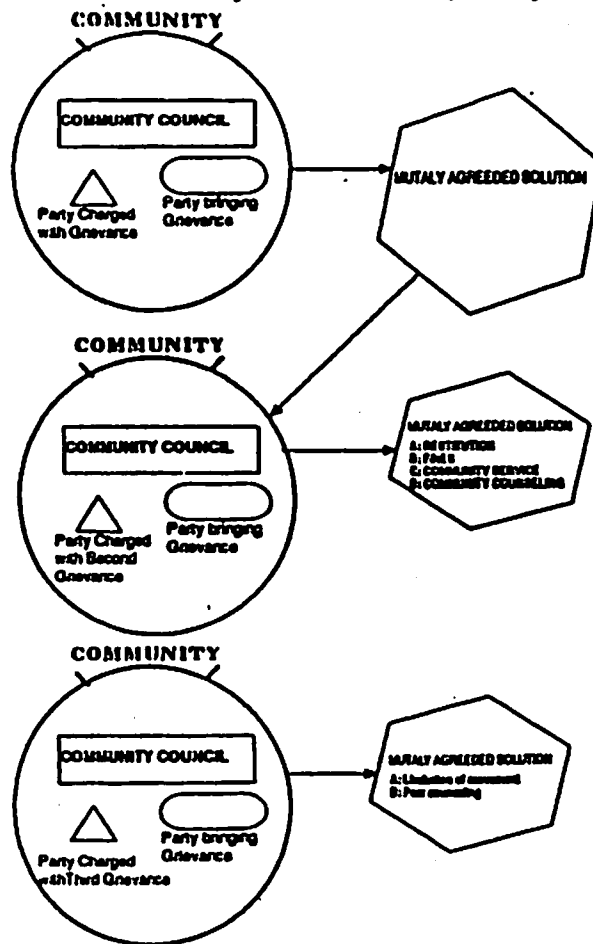 COMMUNITY
COMMUNITY COUNCIL
Party Charged
with Grievance
Party bringing
Grievance
MUTALY AGREEDED SOLUTION
COMMUNITY
COMMUNITY COUNCIL
Party Charged
with Second
Grievance
Party bringing
Grievance
MUTALY AGREEDED SOLUTION
A: RESTITUTION
B: FINES
C: COMMUNITY SERVICE
D: COMMUNITY COUNSELING
COMMUNITY
COMMUNITY COUNCIL
Party Charged
withThird Grievance
Party bringing
Grievance
MUTALY AGREEDED SOLUTION
A: Limitation of movement
B: Peer counseling